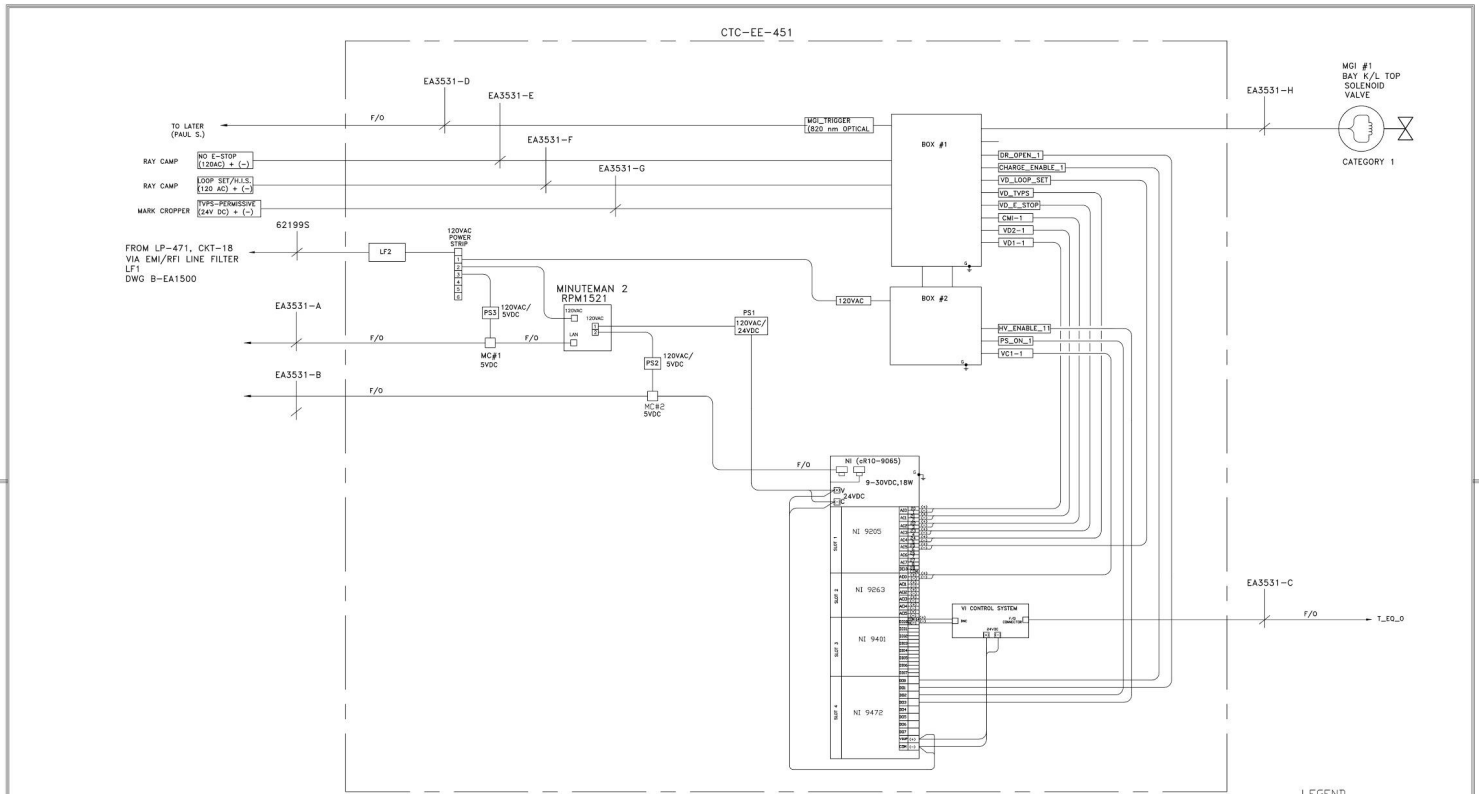 CTC-EE-451
EA3531-D
EA3531-E
EA3531-F
EA3531-G
EA3531-H
MGI #1
BAY K/L TOP
SOLENOID
VALVE
CATEGORY 1
TO LATER
(PAUL S.)
F/O
MGI_TRIGGER
(820 nm OPTICAL
BOX #1
RAY CAMP
NO E-STOP
(120AC) + (-)
RAY CAMP
LOOP SET/H.I.S.
(120 AC) + (-)
MARK CROPPER
TVPS-PERMISSIVE
(24V DC) + (-)
DR_OPEN_1
CHARGE_ENABLE_1
VD_LOOP_SET
VD_TVPS
VD_E_STOP
CMI-1
VD2-1
VD1-1
G
62199S
FROM LP-471, CKT-18
VIA EMI/RFI LINE FILTER
LF1
DWG B-EA1500
LF2
120VAC
POWER
STRIP
1
2
3
4
5
6
PS3
120VAC/
5VDC
MINUTEMAN 2
RPM1521
120VAC
120VAC
1
2
LAN
PS1
120VAC/
24VDC
120VAC
BOX #2
HV_ENABLE_11
PS_ON_1
VC1-1
G
EA3531-A
F/O
F/O
MC#1
5VDC
PS2
120VAC/
5VDC
EA3531-B
F/O
MC#2
5VDC
F/O
NI (cR10-9065)
G
9-30VDC,18W
V
24VDC
C
SLOT 1
NI 9205
SLOT 2
NI 9263
SLOT 3
NI 9401
SLOT 4
NI 9472
VI CONTROL SYSTEM
BNC
F/O
CONNECTOR
24VDC
EA3531-C
F/O
T_EQ_0
LEGEND